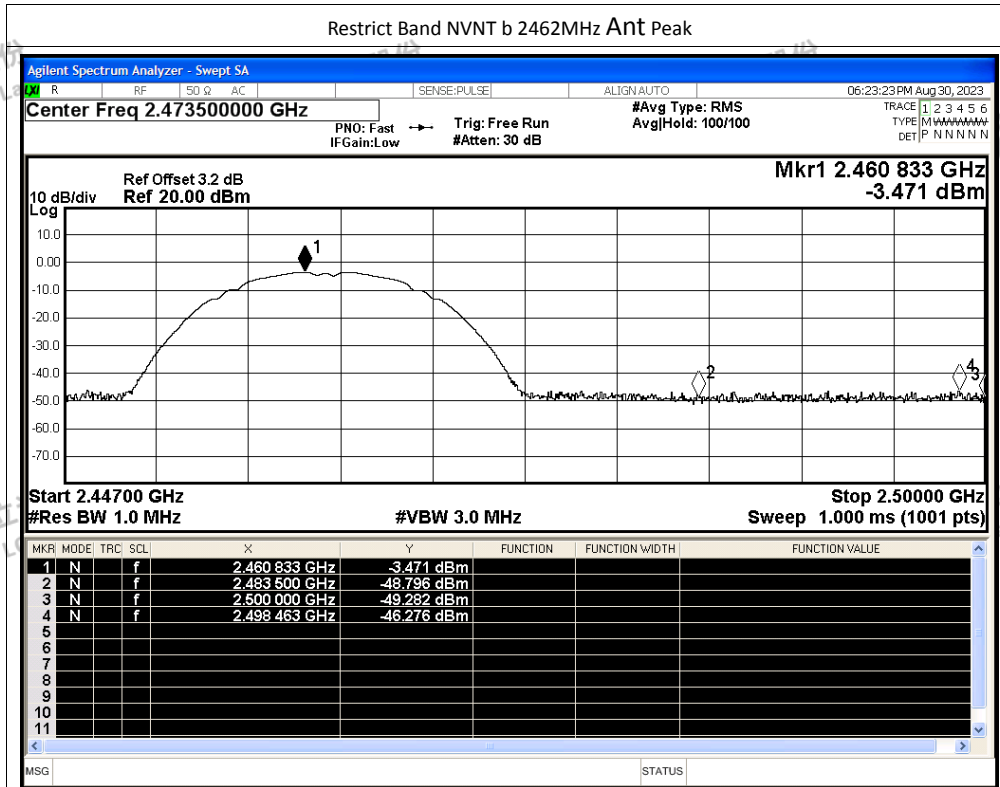 Restrict Band NVNT b 2462MHz Ant Peak
Agilent Spectrum Analyzer - Swept SA
LXI R RF 50 Ω AC SENSE:PULSE ALIGN AUTO 06:23:23 PM Aug 30, 2023
Center Freq 2.473500000 GHz #Avg Type: RMS TRACE 1 2 3 4 5 6
PNO: Fast Trig: Free Run Avg|Hold: 100/100 TYPE M WWWWW
IFGain:Low #Atten: 30 dB DET P N N N N N
Mkr1 2.460 833 GHz
Ref Offset 3.2 dB
10 dB/div Ref 20.00 dBm -3.471 dBm
Log
10.0
1
0.00
-10.0
-20.0
-30.0
-40.0
2
4
3
-50.0
-60.0
-70.0
Start 2.44700 GHz Stop 2.50000 GHz
#Res BW 1.0 MHz #VBW 3.0 MHz Sweep 1.000 ms (1001 pts)
MKR MODE TRC SCL X Y FUNCTION FUNCTION WIDTH FUNCTION VALUE
1 N f 2.460 833 GHz -3.471 dBm
2 N f 2.483 500 GHz -48.796 dBm
3 N f 2.500 000 GHz -49.282 dBm
4 N f 2.498 463 GHz -46.276 dBm
5
6
7
8
9
10
11
MSG STATUS